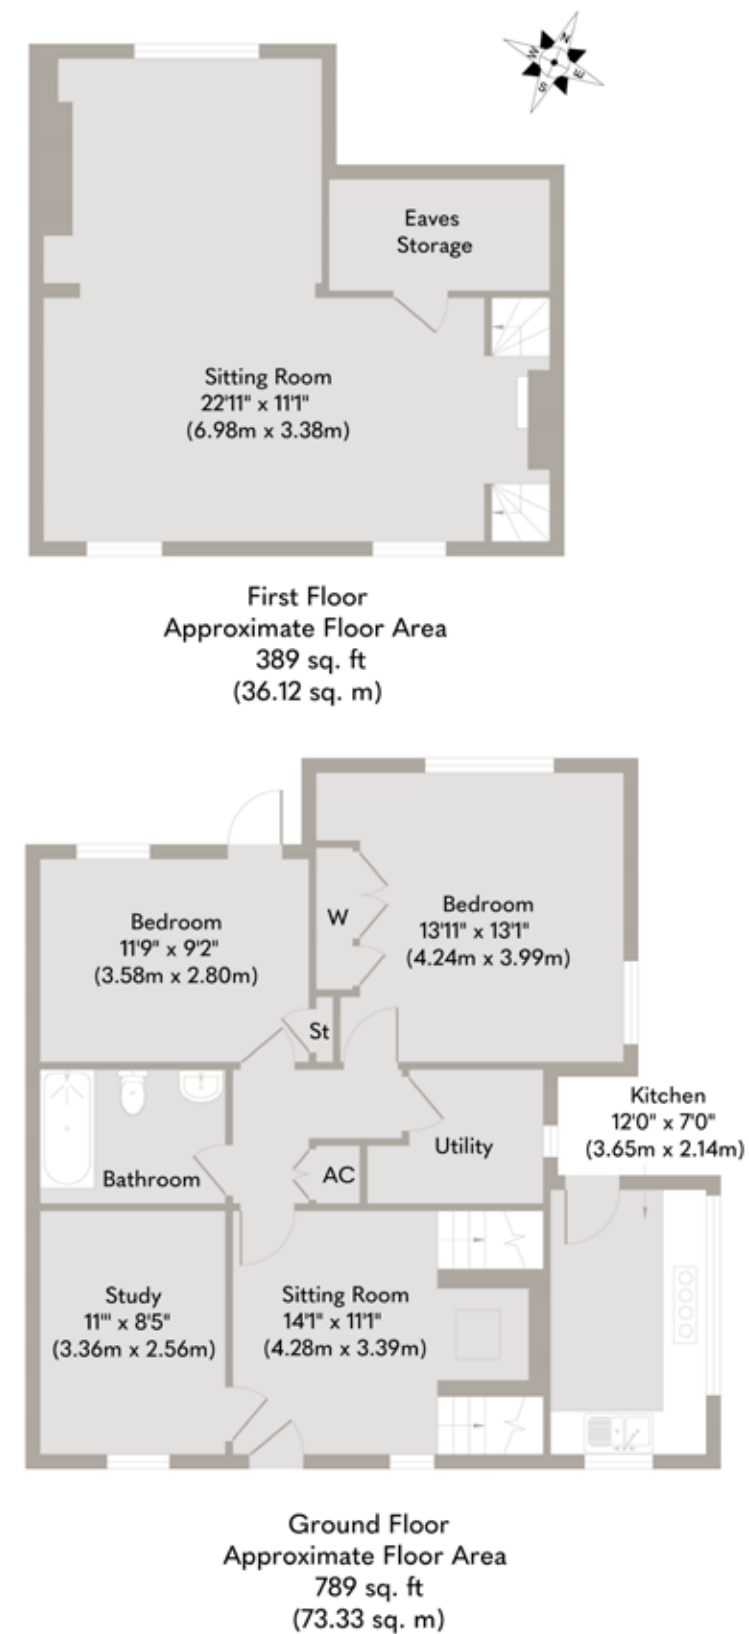 N
W
E
S
Eaves
Storage
Sitting Room
22'11" x 11'1"
(6.98m x 3.38m)
First Floor
Approximate Floor Area
389 sq. ft
(36.12 sq. m)
Bedroom
11'9" x 9'2"
(3.58m x 2.80m)
W
Bedroom
13'11" x 13'1"
(4.24m x 3.99m)
St
Kitchen
12'0" x 7'0"
(3.65m x 2.14m)
Utility
Bathroom
AC
Study
11'" x 8'5"
(3.36m x 2.56m)
Sitting Room
14'1" x 11'1"
(4.28m x 3.39m)
Ground Floor
Approximate Floor Area
789 sq. ft
(73.33 sq. m)